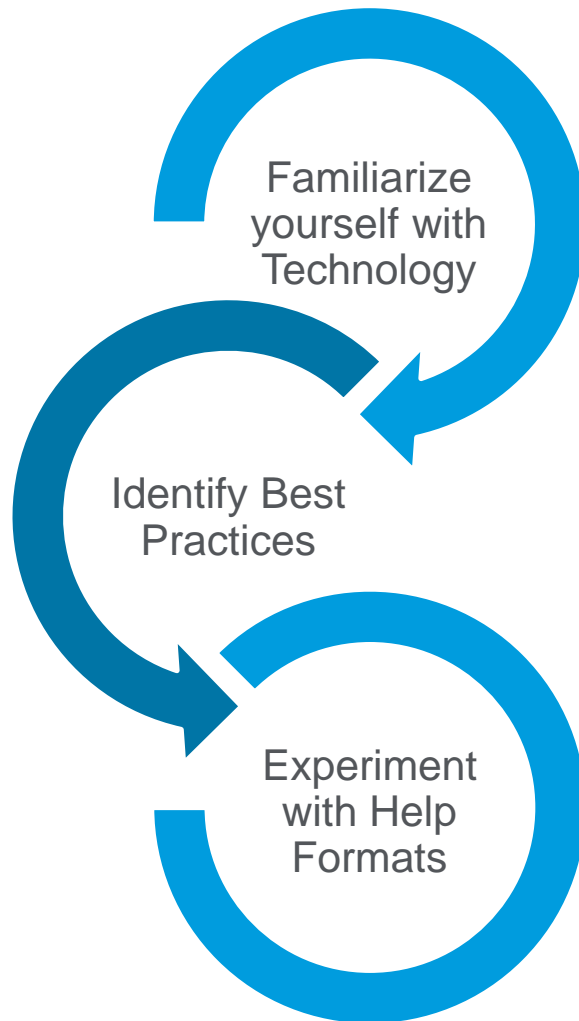 Familiarize
yourself with
Technology
Identify Best
Practices
Experiment
with Help
Formats